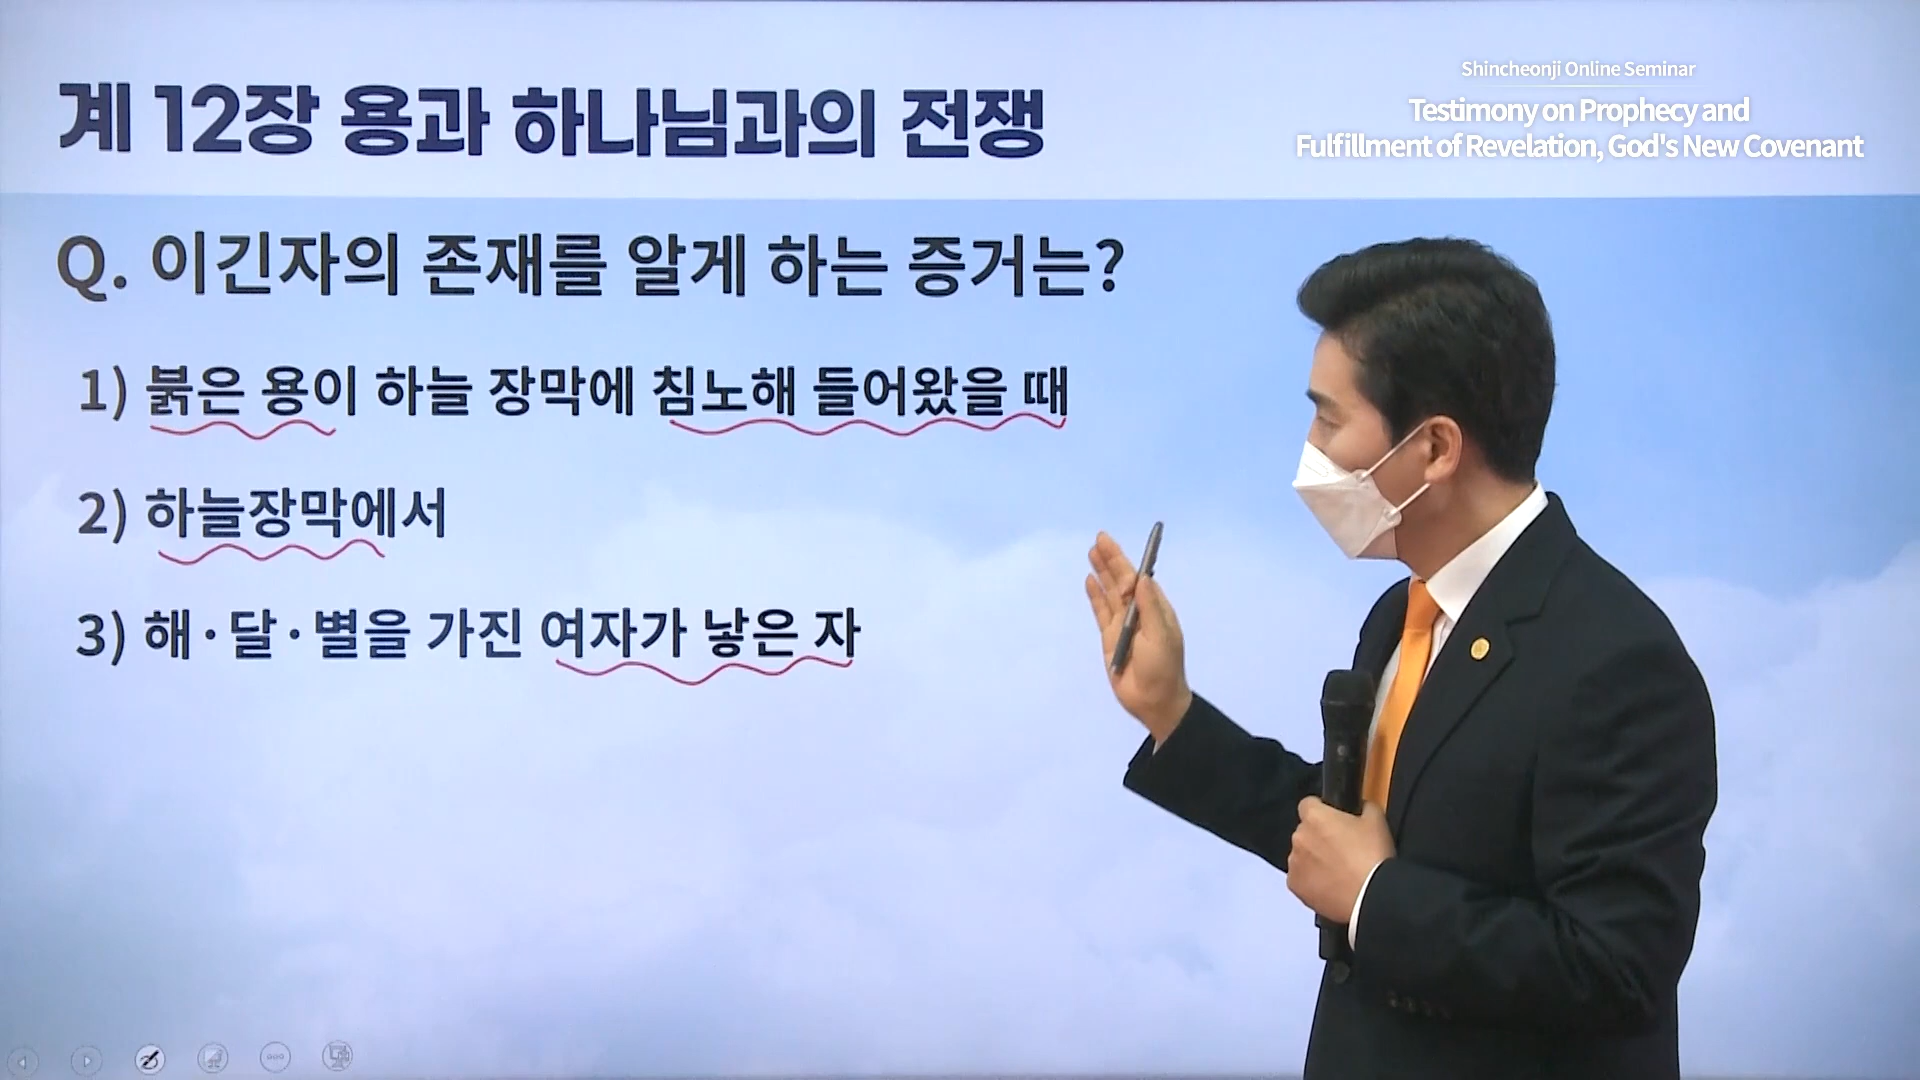 계 12장 용과 하나님과의 전쟁
Shincheonji Online Seminar
Testimony on Prophecy and
Fulfillment of Revelation, God's New Covenant
Q. 이긴자의 존재를 알게 하는 증거는?
1) 붉은 용이 하늘 장막에 침노해 들어왔을 때
2) 하늘장막에서
3) 해·달·별을 가진 여자가 낳은 자